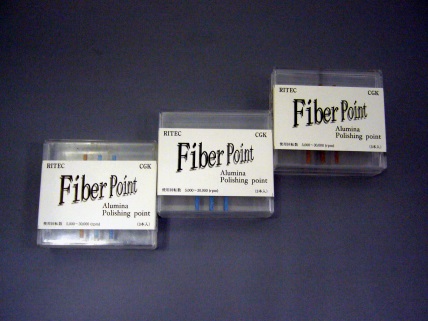 RITEC CGK
Fiber Point
Alumina
Polishing point
RITEC CGK
Fiber Point
Alumina
Polishing point
RITEC CGK
Fiber Point
Alumina
Polishing point